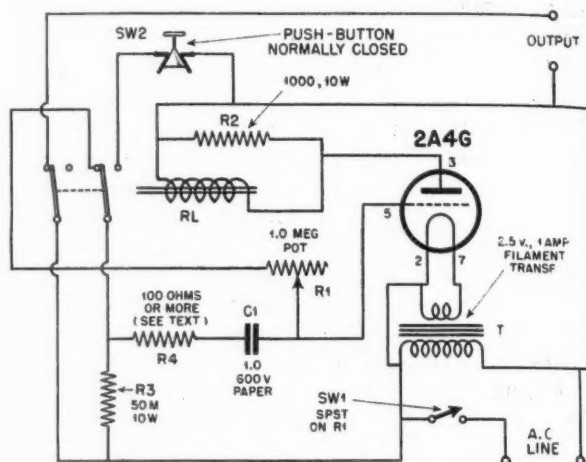 SW2
PUSH-BUTTON
NORMALLY CLOSED
OUTPUT
1000, 10W
R2
2A4G
3
RL
5
1.0 MEG
POT
2
7
2.5 V., 1 AMP
FILAMENT
TRANSF
100 OHMS
OR MORE
(SEE TEXT)
C1
R1
R4
1.0
600 V
PAPER
T
R3
50M
10W
SW1
SPST
ON R1
A.C
LINE